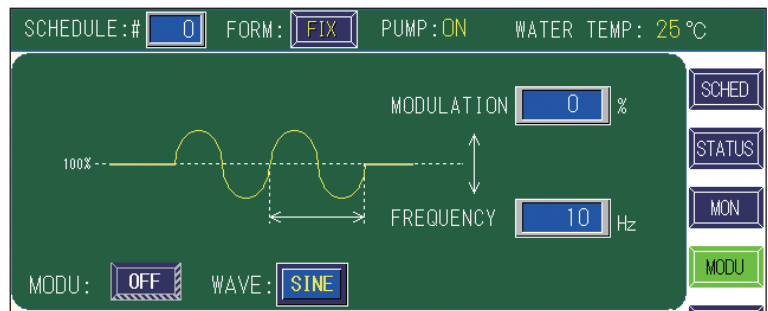 SCHEDULE:# 0 FORM: FIX PUMP:ON WATER TEMP: 25 °C
SCHED
MODULATION 0 %
STATUS
100%
FREQUENCY 10 Hz
MON
MODU: OFF WAVE: SINE
MODU